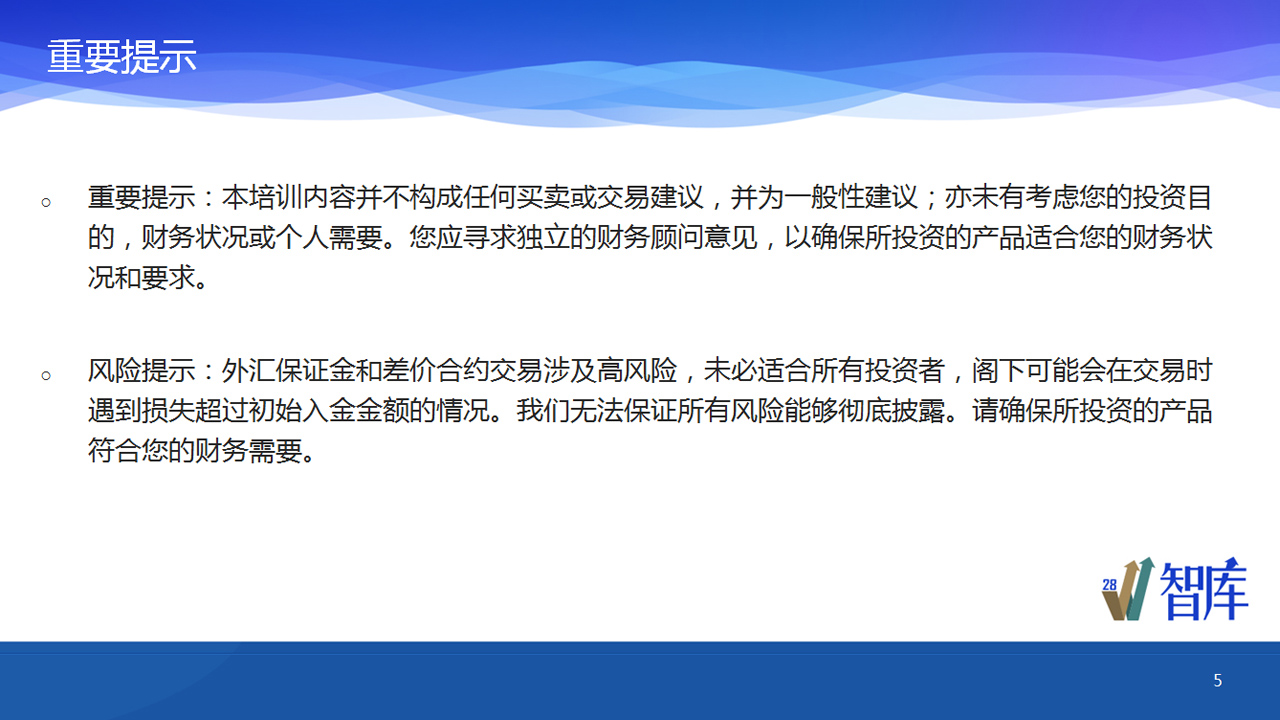 重要提示
○ 重要提示：本培训内容并不构成任何买卖或交易建议，并为一般性建议；亦未有考虑您的投资目
的，财务状况或个人需要。您应寻求独立的财务顾问意见，以确保所投资的产品适合您的财务状
况和要求。
○ 风险提示：外汇保证金和差价合约交易涉及高风险，未必适合所有投资者，阁下可能会在交易时
遇到损失超过初始入金金额的情况。我们无法保证所有风险能够彻底披露。请确保所投资的产品
符合您的财务需要。
28 智库
5